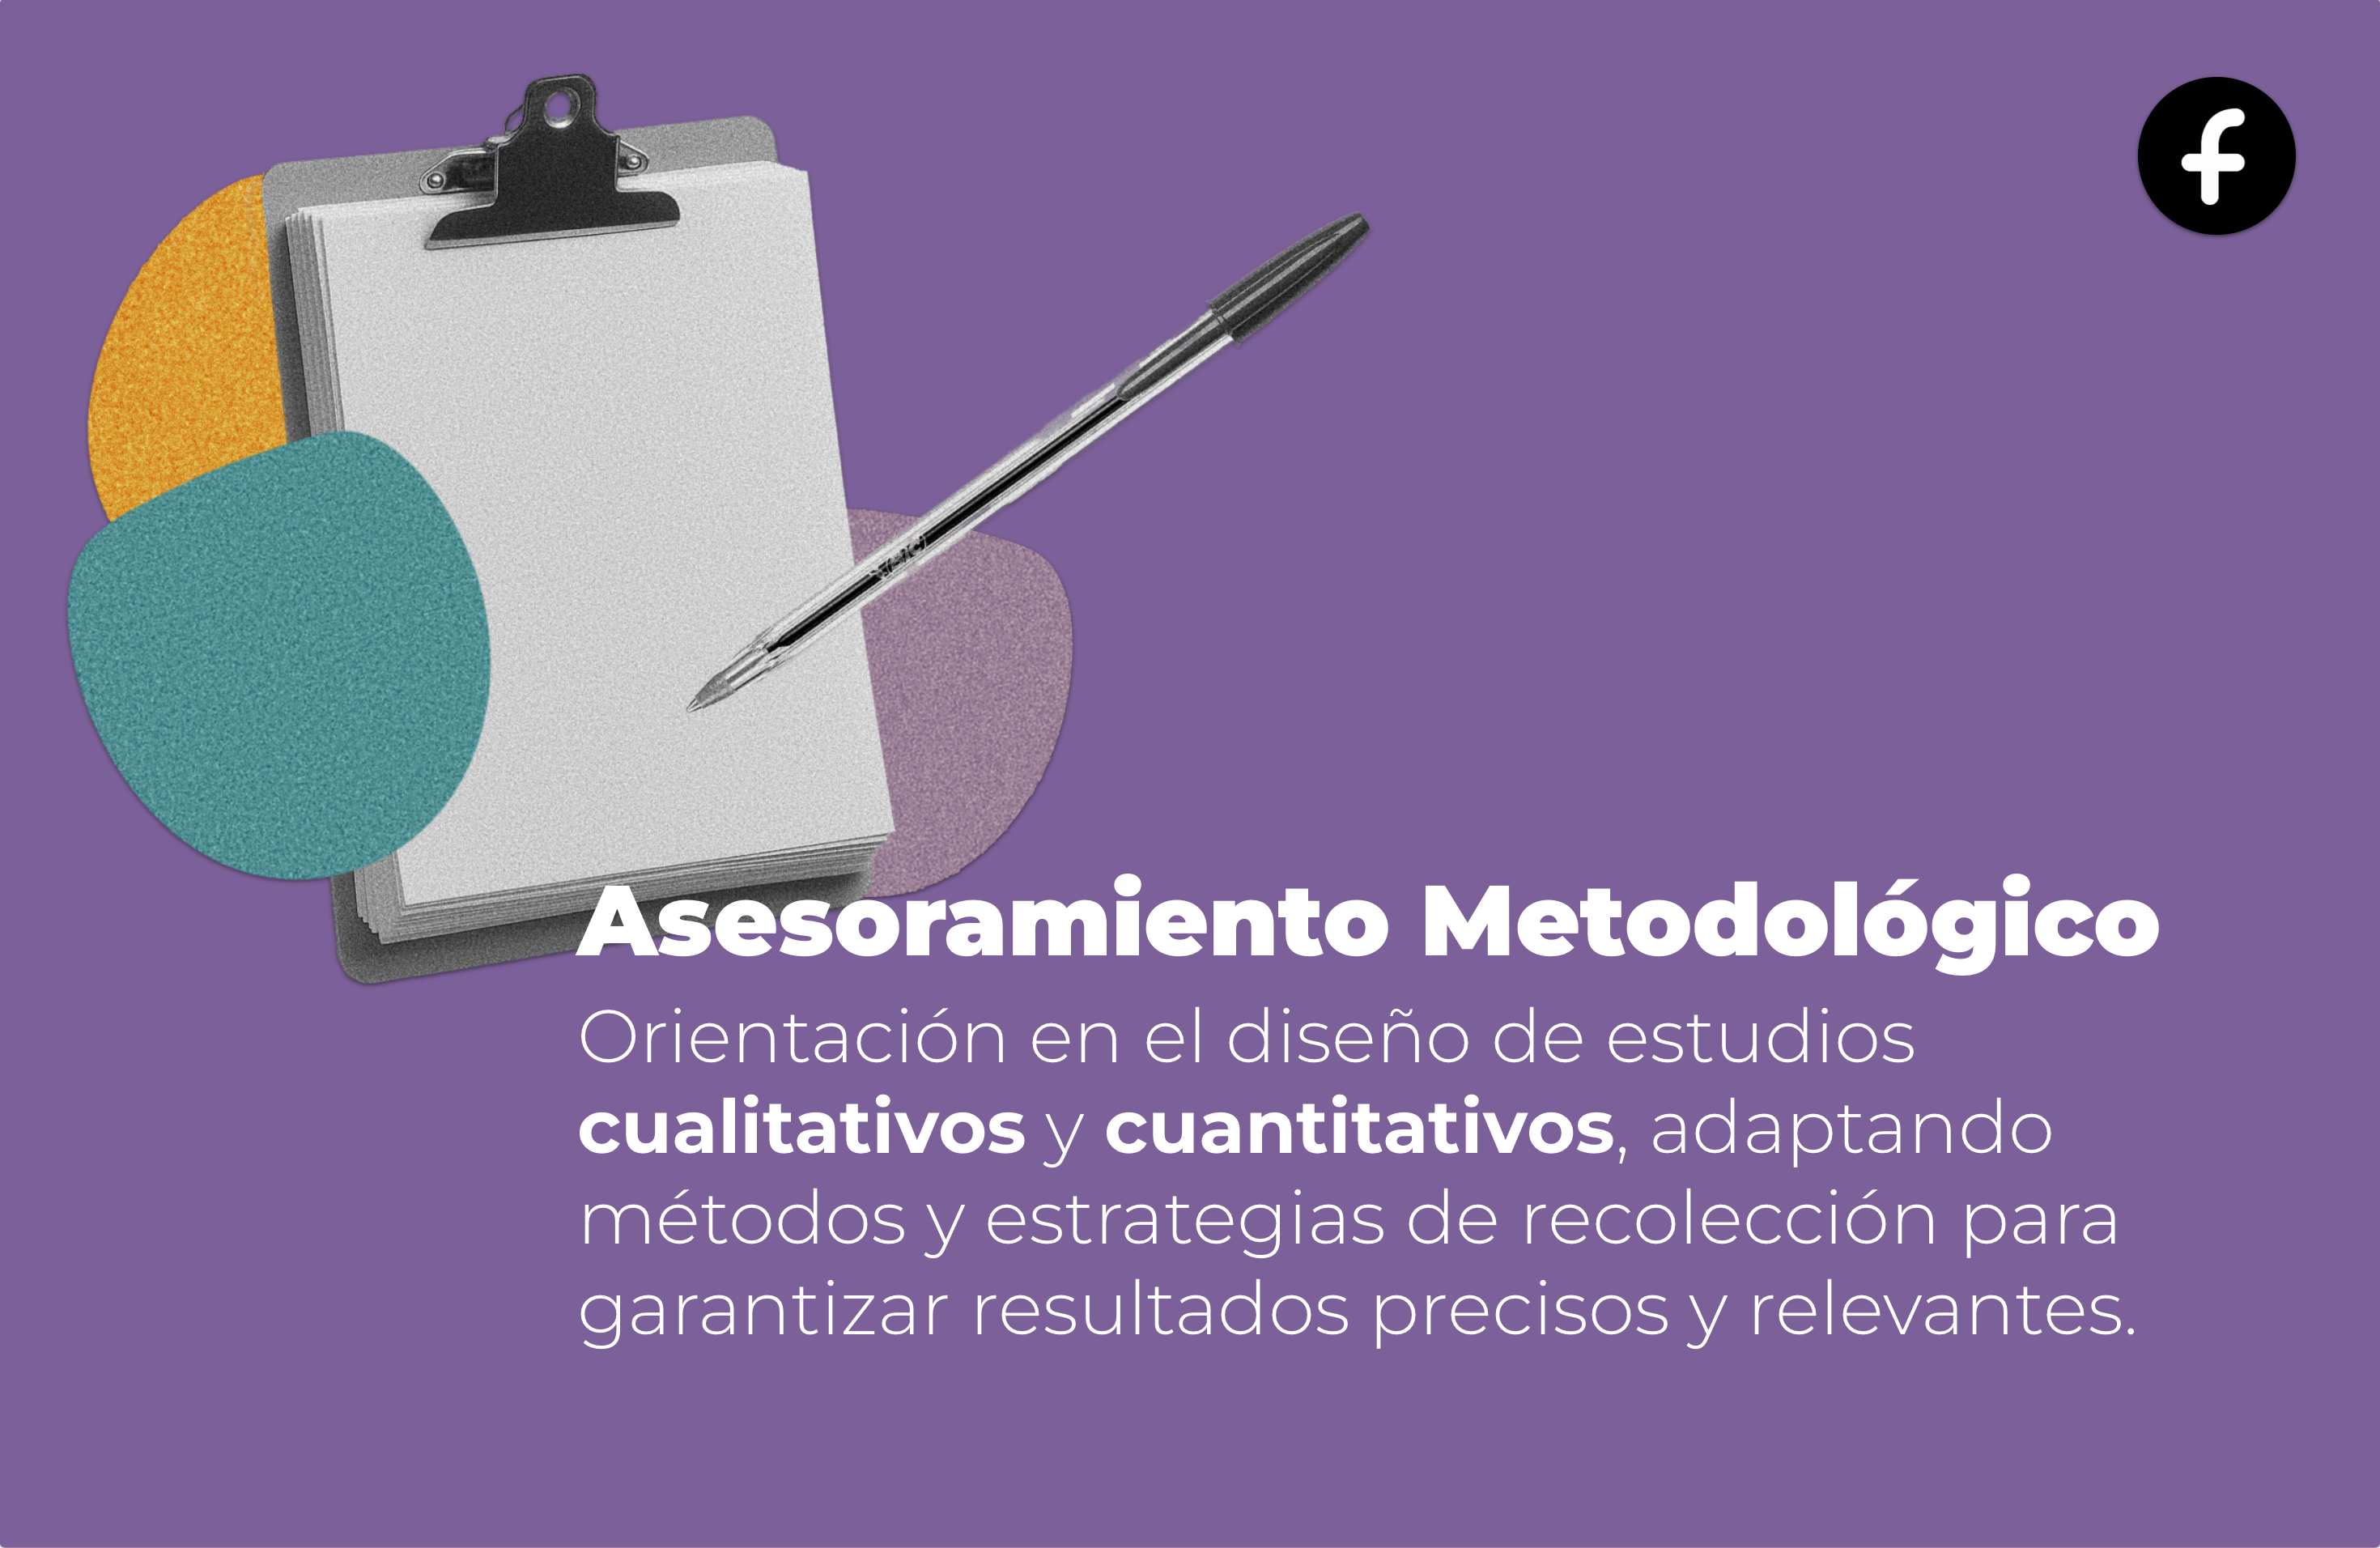 f
Asesoramiento Metodológico
Orientación en el diseño de estudios
cualitativos y cuantitativos, adaptando
métodos y estrategias de recolección para
garantizar resultados precisos y relevantes.